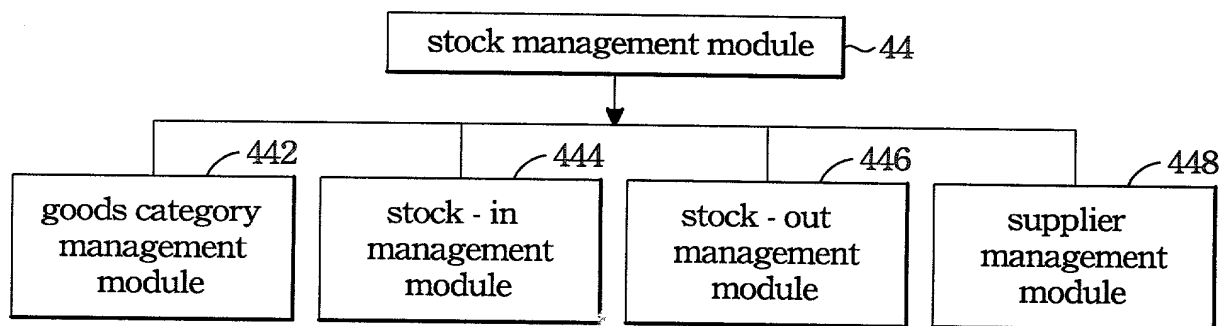 stock management module
44
442
444
446
448
goods category
management
module
stock - in
management
module
stock - out
management
module
supplier
management
module